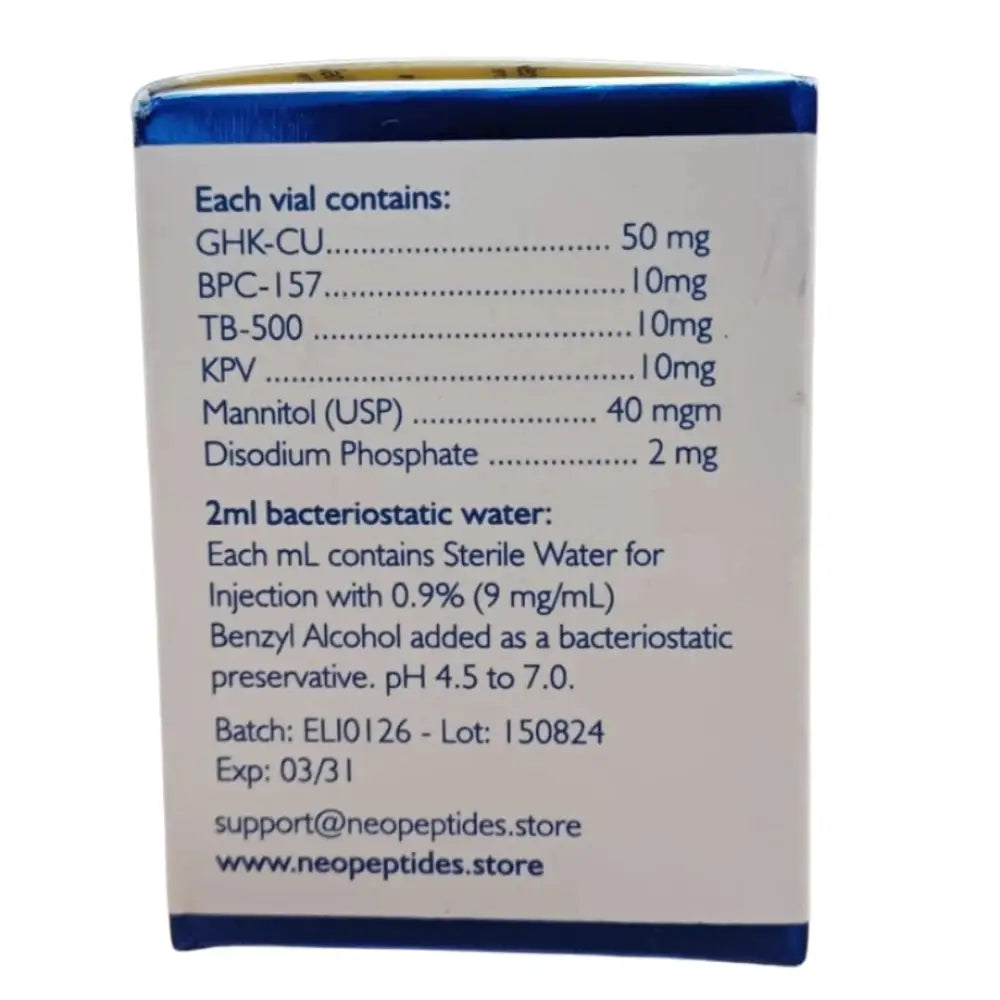 Each vial contains:
GHK-CU................................ 50 mg
BPC-157.................................10mg
TB-500 ...................................10mg
KPV ........................................10mg
Mannitol (USP) .................... 40 mgm
Disodium Phosphate ................ 2 mg
2ml bacteriostatic water:
Each mL contains Sterile Water for
Injection with 0.9% (9 mg/mL)
Benzyl Alcohol added as a bacteriostatic
preservative. pH 4.5 to 7.0.
Batch: ELI0126 - Lot: 150824
Exp: 03/31
support@neopeptides.store
www.neopeptides.store